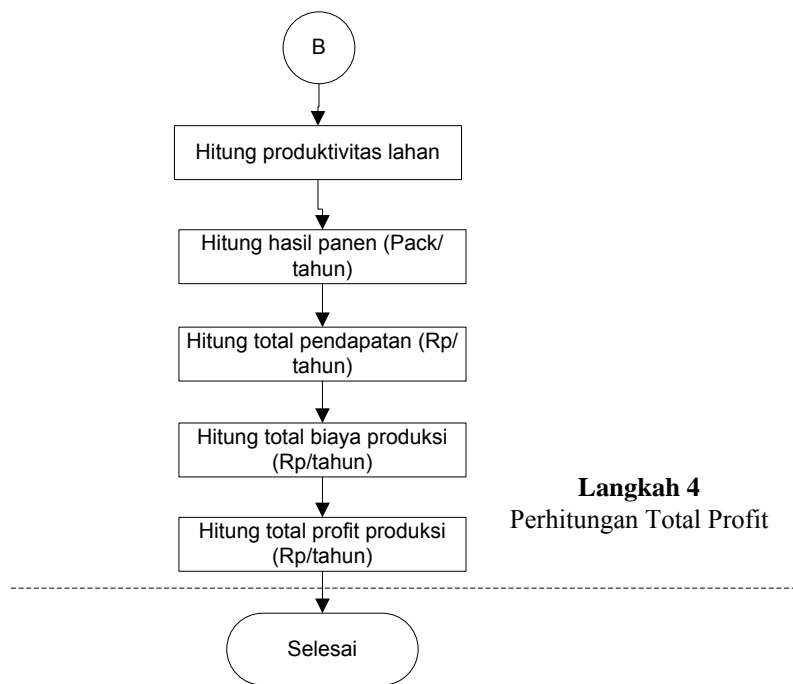 B
Hitung produktivitas lahan
Hitung hasil panen (Pack/
tahun)
Hitung total pendapatan (Rp/
tahun)
Hitung total biaya produksi
(Rp/tahun)
Hitung total profit produksi
(Rp/tahun)
Langkah 4
Perhitungan Total Profit
Selesai